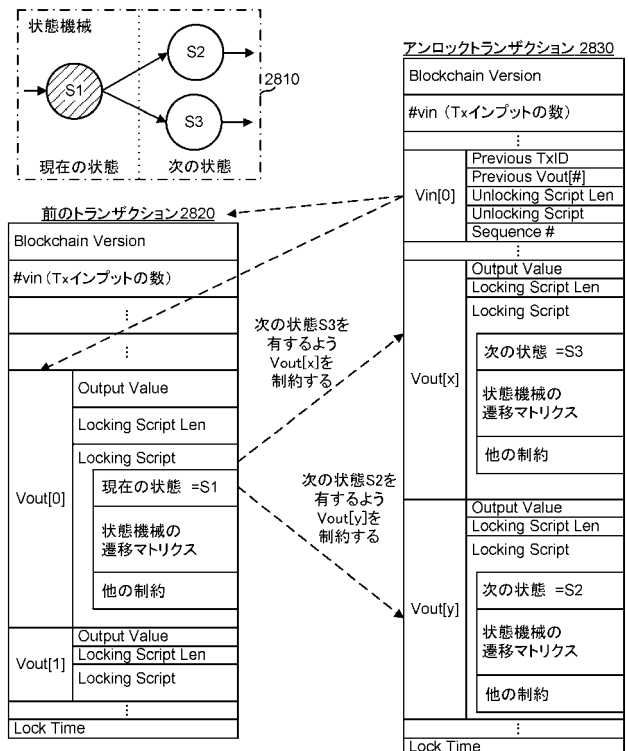 状態機械
S1
S2
S3
現在の状態
次の状態
2810
前のトランザクション2820
Blockchain Version
#vin (Txインプットの数)
⋮
⋮
Vout[0]
Output Value
Locking Script Len
Locking Script
現在の状態 =S1
状態機械の
遷移マトリクス
他の制約
Vout[1]
Output Value
Locking Script Len
Locking Script
⋮
Lock Time
次の状態S3を
有するよう
Vout[x]を
制約する
次の状態S2を
有するよう
Vout[y]を
制約する
アンロックトランザクション 2830
Blockchain Version
#vin (Txインプットの数)
⋮
Vin[0]
Previous TxID
Previous Vout[#]
Unlocking Script Len
Unlocking Script
Sequence #
⋮
Vout[x]
Output Value
Locking Script Len
Locking Script
次の状態 =S3
状態機械の
遷移マトリクス
他の制約
Vout[y]
Output Value
Locking Script Len
Locking Script
次の状態 =S2
状態機械の
遷移マトリクス
他の制約
⋮
Lock Time